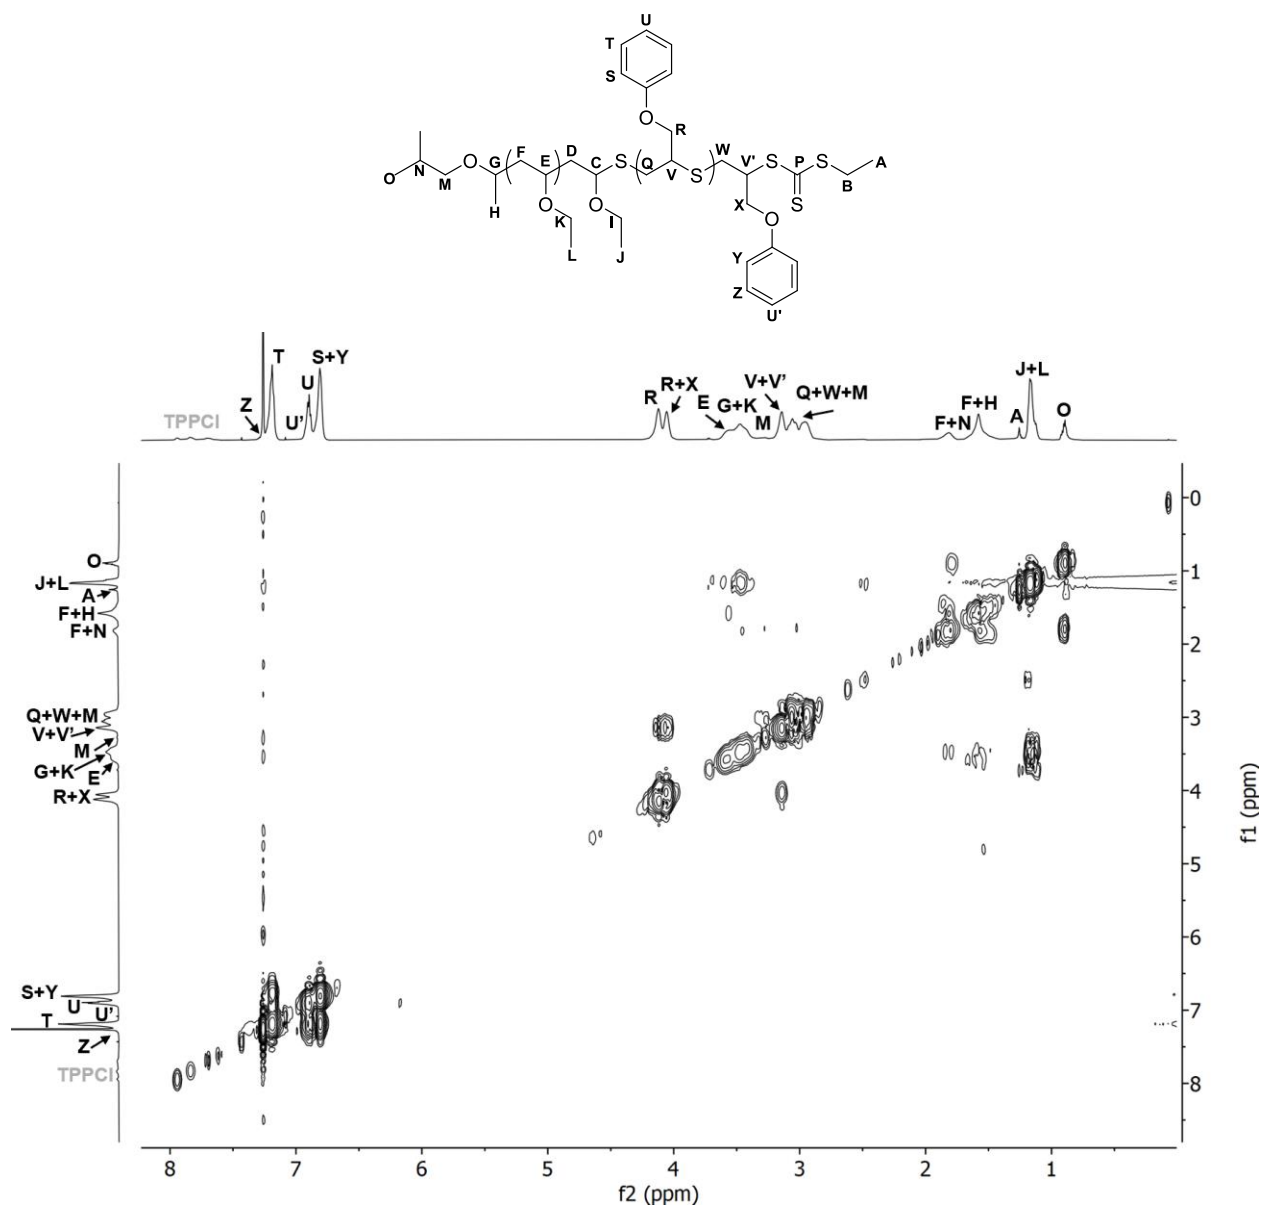 U
T
S
O R
O G F E D C S Q V S W V' S P S A
N
O M H O K O I X S B
L J O
Y
Z
U'
TPPCl Z T U' U S+Y R R+X E G+K M V+V’ Q+W+M F+N F+H A J+L O
O
J+L
A
F+H
F+N
Q+W+M
V+V’
M
G+K
E
R+X
S+Y
U
U’
T
Z
TPPCl
0
1
2
3
4
5
6
7
8
f1 (ppm)
8 7 6 5 4 3 2 1
f2 (ppm)